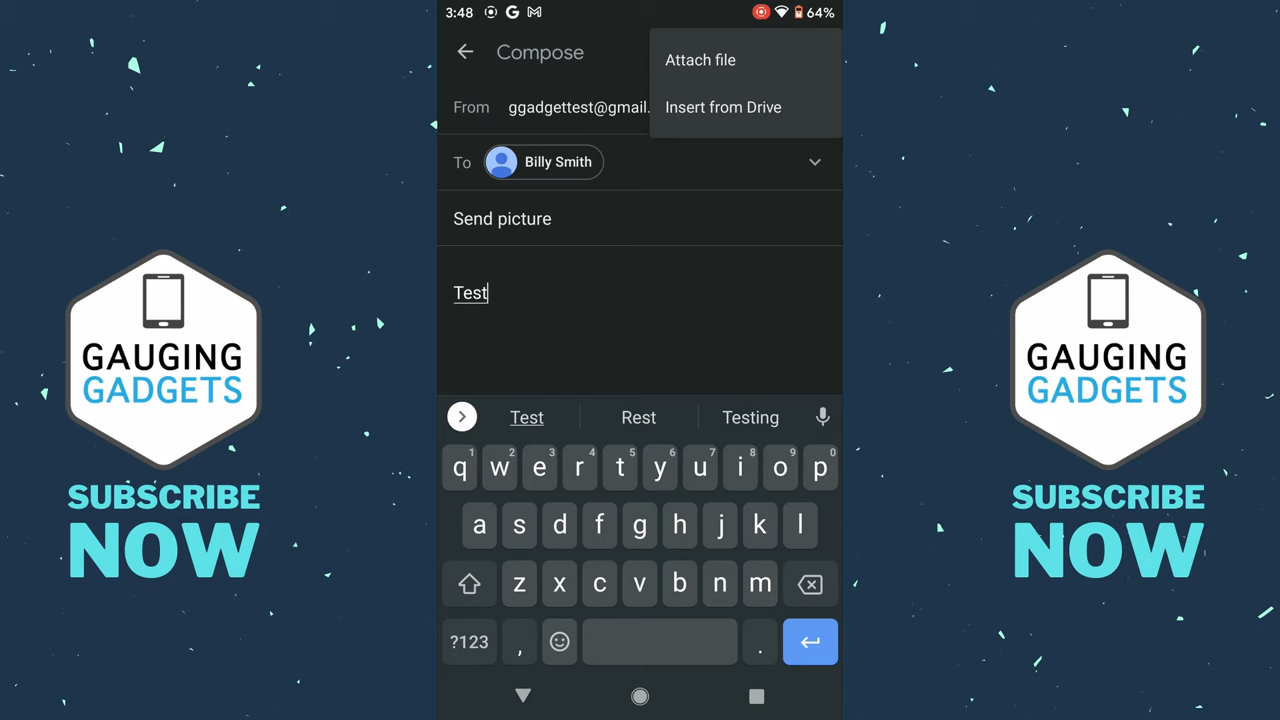 3:48 G 64%
Compose
Attach file
From ggadgettest@gmail.
Insert from Drive
To Billy Smith
Send picture
Test
Test Rest Testing
1 2 3 4 5 6 7 8 9 0
q w e r t y u i o p
a s d f g h j k l
z x c v b n m
?123 , .
GAUGING
GADGETS
SUBSCRIBE
NOW
GAUGING
GADGETS
SUBSCRIBE
NOW